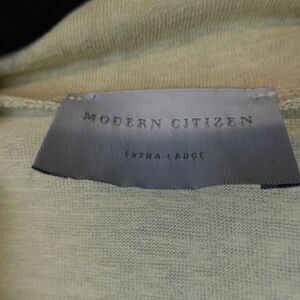 MODERN CITIZEN
EXTRA LARGE